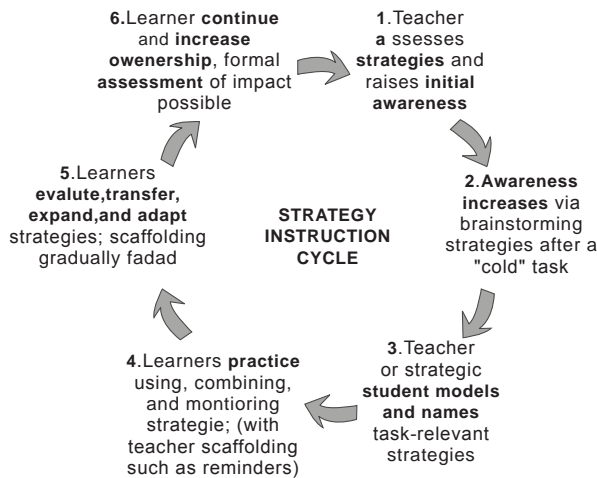 1.Teacher
a ssesses
strategies and
raises initial
awareness
2.Awareness
increases via
brainstorming
strategies after a
"cold" task
3.Teacher
or strategic
student models
and names
task-relevant
strategies
4.Learners practice
using, combining,
and montioring
strategie; (with
teacher scaffolding
such as reminders)
5.Learners
evalute,transfer,
expand,and adapt
strategies; scaffolding
gradually fadad
6.Learner continue
and increase
owenership, formal
assessment of impact
possible
STRATEGY
INSTRUCTION
CYCLE